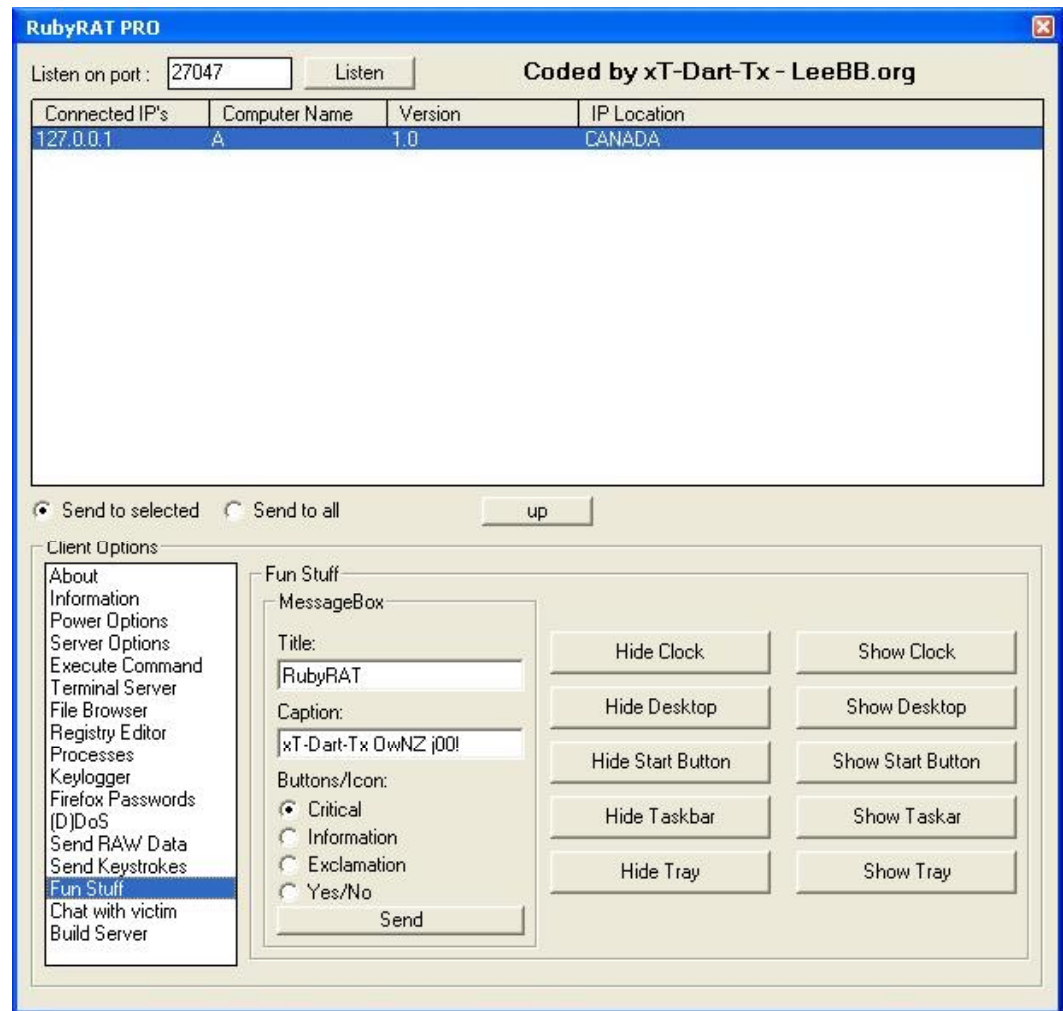 RubyRAT PRO
Listen on port : 27047 Listen Coded by xT-Dart-Tx - LeeBB.org
Connected IP's Computer Name Version IP Location
127.0.0.1 A 1.0 CANADA
Send to selected Send to all up
Client Options
About
Information
Power Options
Server Options
Execute Command
Terminal Server
File Browser
Registry Editor
Processes
Keylogger
Firefox Passwords
(D)DoS
Send RAW Data
Send Keystrokes
Fun Stuff
Chat with victim
Build Server
Fun Stuff
MessageBox
Title:
RubyRAT
Caption:
xT-Dart-Tx OwNZ j00!
Buttons/Icon:
Critical
Information
Exclamation
Yes/No
Send
Hide Clock Show Clock
Hide Desktop Show Desktop
Hide Start Button Show Start Button
Hide Taskbar Show Taskar
Hide Tray Show Tray